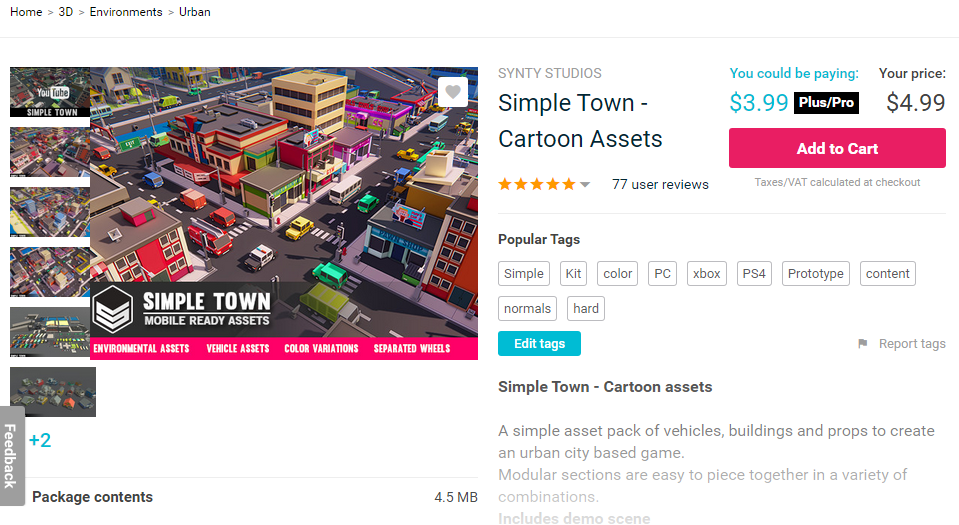 Home > 3D > Environments > Urban
YouTube
SIMPLE TOWN
SIMPLE TOWN
MOBILE READY ASSETS
ENVIRONMENTAL ASSETS VEHICLE ASSETS COLOR VARIATIONS SEPARATED WHEELS
+2
Feedback
Package contents 4.5 MB
SYNTY STUDIOS
Simple Town -
Cartoon Assets
77 user reviews
You could be paying: Your price:
$3.99 Plus/Pro $4.99
Add to Cart
Taxes/VAT calculated at checkout
Popular Tags
Simple Kit color PC xbox PS4 Prototype content
normals hard
Edit tags Report tags
Simple Town - Cartoon assets
A simple asset pack of vehicles, buildings and props to create
an urban city based game.
Modular sections are easy to piece together in a variety of
combinations.
Includes demo scene